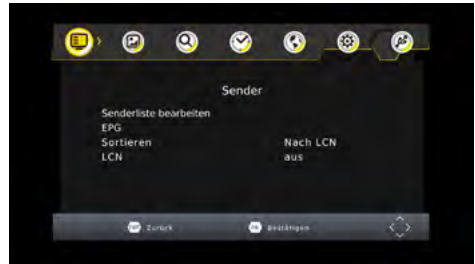 Sender
Senderliste bearbeiten
EPG
Sortieren Nach LCN
LCN aus
Zurück Bestätigen